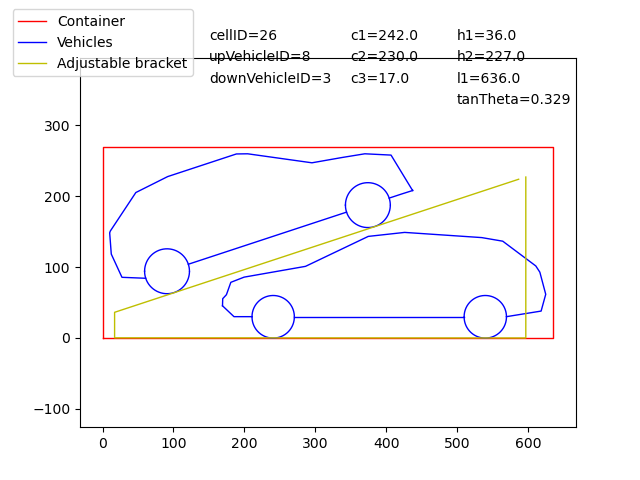 Container
Vehicles
Adjustable bracket
cellID=26 c1=242.0 h1=36.0
upVehicleID=8 c2=230.0 h2=227.0
downVehicleID=3 c3=17.0 l1=636.0
tanTheta=0.329
300
200
100
0
−100
0 100 200 300 400 500 600